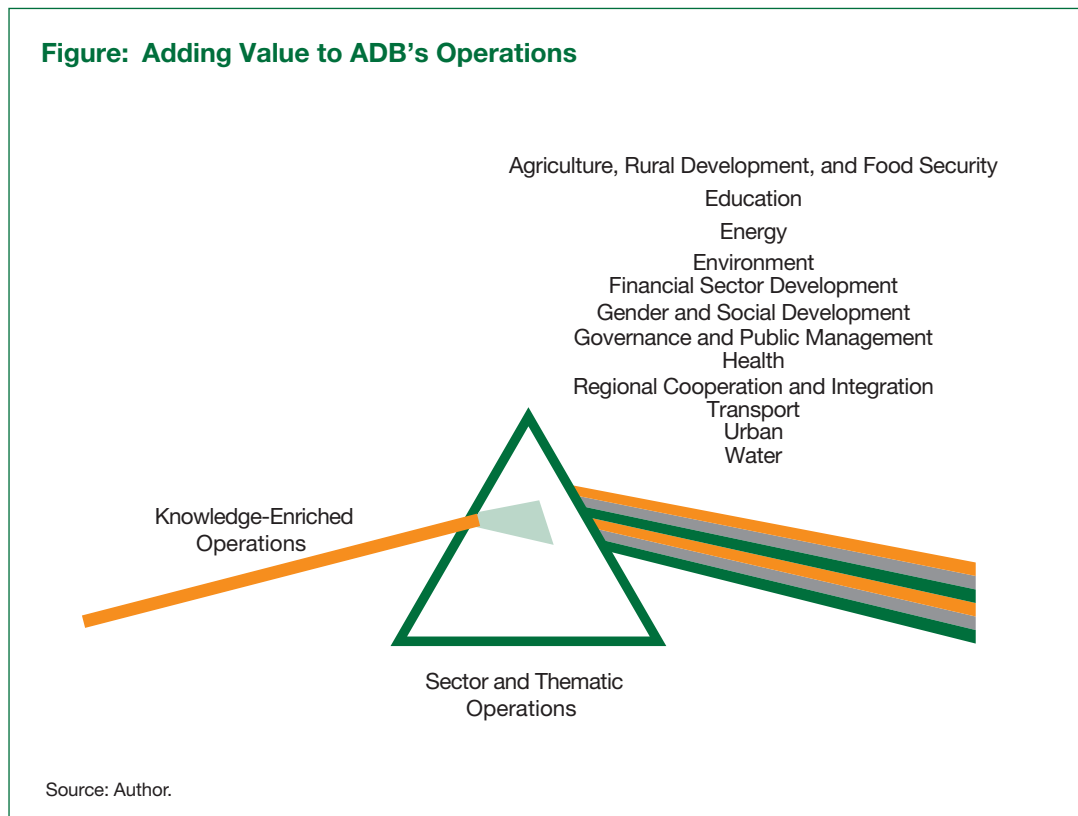 Figure: Adding Value to ADB's Operations
Agriculture, Rural Development, and Food Security
Education
Energy
Environment
Financial Sector Development
Gender and Social Development
Governance and Public Management
Health
Regional Cooperation and Integration
Transport
Urban
Water
Knowledge-Enriched
Operations
Sector and Thematic
Operations
Source: Author.